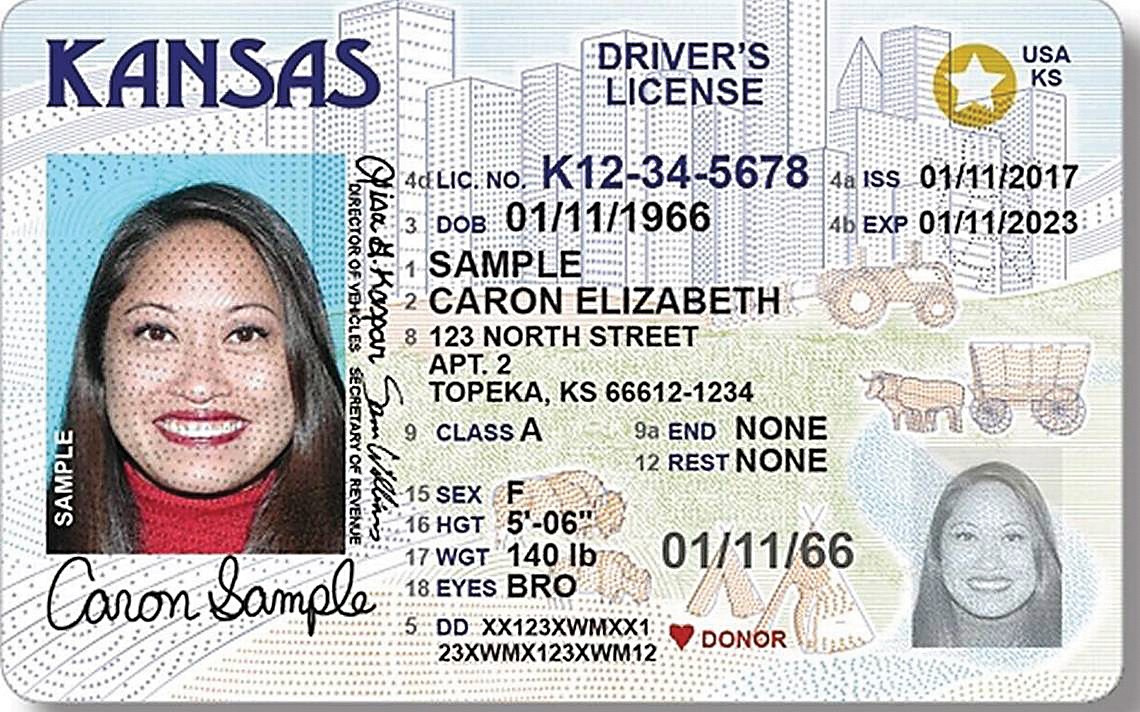 KANSAS
DRIVER'S
LICENSE
USA
KS
4d LIC. NO. K12-34-5678
4a ISS 01/11/2017
3 DOB 01/11/1966
4b EXP 01/11/2023
1 SAMPLE
2 CARON ELIZABETH
8 123 NORTH STREET
APT. 2
TOPEKA, KS 66612-1234
9 CLASS A
9a END NONE
12 REST NONE
15 SEX F
16 HGT 5'-06"
17 WGT 140 lb
18 EYES BRO
01/11/66
5 DD XX123XWMXX1
23XWMX123XWM12
DONOR
SAMPLE
DIRECTOR OF VEHICLES SECRETARY OF REVENUE
Caron Sample